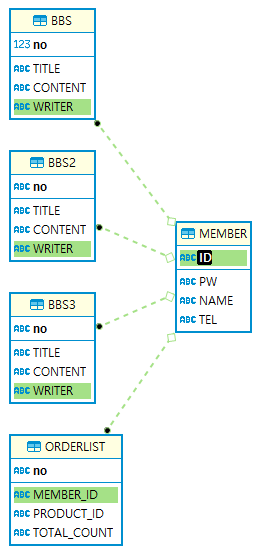 BBS
123 no
ABC TITLE
ABC CONTENT
ABC WRITER
BBS2
ABC no
ABC TITLE
ABC CONTENT
ABC WRITER
BBS3
ABC no
ABC TITLE
ABC CONTENT
ABC WRITER
ORDERLIST
ABC no
ABC MEMBER_ID
ABC PRODUCT_ID
ABC TOTAL_COUNT
MEMBER
ABC ID
ABC PW
ABC NAME
ABC TEL